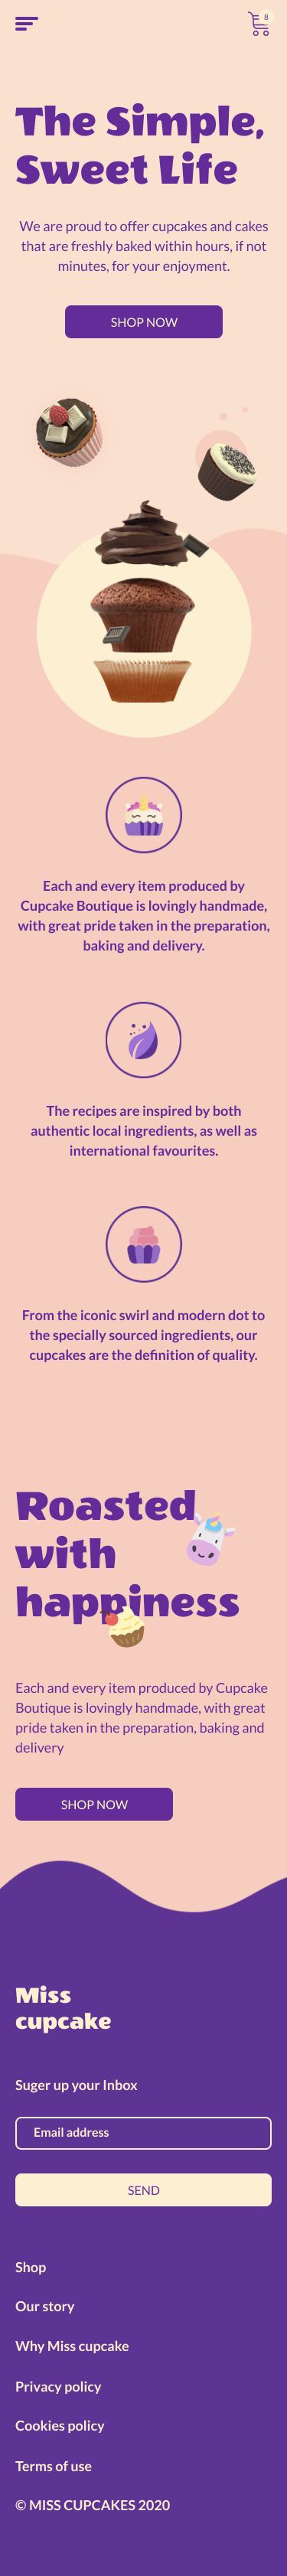 8
The Simple,
Sweet Life
We are proud to offer cupcakes and cakes
that are freshly baked within hours, if not
minutes, for your enjoyment.
SHOP NOW
Each and every item produced by
Cupcake Boutique is lovingly handmade,
with great pride taken in the preparation,
baking and delivery.
The recipes are inspired by both
authentic local ingredients, as well as
international favourites.
From the iconic swirl and modern dot to
the specially sourced ingredients, our
cupcakes are the definition of quality.
Roasted
with
happiness
Each and every item produced by Cupcake
Boutique is lovingly handmade, with great
pride taken in the preparation, baking and
delivery
SHOP NOW
Miss
cupcake
Suger up your Inbox
Email address
SEND
Shop
Our story
Why Miss cupcake
Privacy policy
Cookies policy
Terms of use
© MISS CUPCAKES 2020